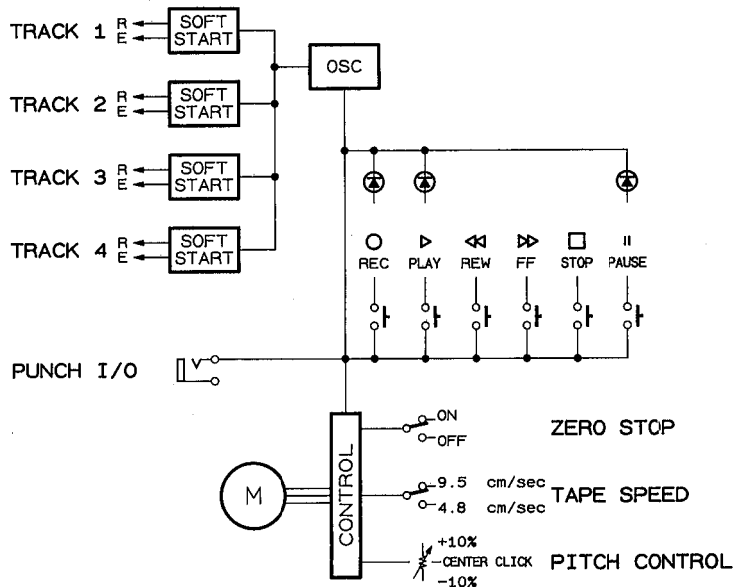 TRACK 1 R E SOFT START
OSC
TRACK 2 R E SOFT START
TRACK 3 R E SOFT START
TRACK 4 R E SOFT START
REC PLAY REW FF STOP PAUSE
PUNCH I/O
CONTROL
M
ON
OFF
ZERO STOP
9.5 cm/sec
4.8 cm/sec
TAPE SPEED
+10%
CENTER CLICK
-10%
PITCH CONTROL